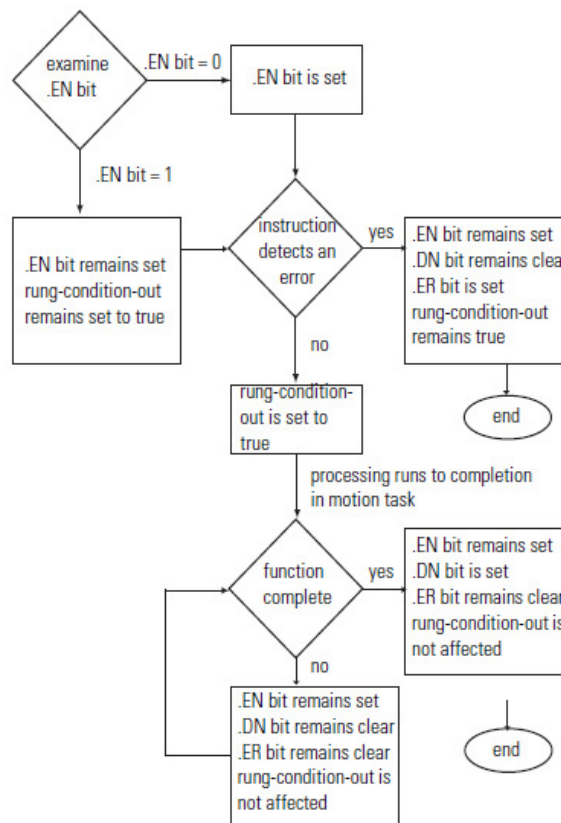 examine
.EN bit
.EN bit = 0
.EN bit is set
.EN bit = 1
.EN bit remains set
rung-condition-out
remains set to true
instruction
detects an
error
yes
.EN bit remains set
.DN bit remains clear
.ER bit is set
rung-condition-out
remains true
end
no
rung-condition-
out is set to
true
processing runs to completion
in motion task
function
complete
yes
.EN bit remains set
.DN bit is set
.ER bit remains clear
rung-condition-out is
not affected
end
no
.EN bit remains set
.DN bit remains clear
.ER bit remains clear
rung-condition-out is
not affected